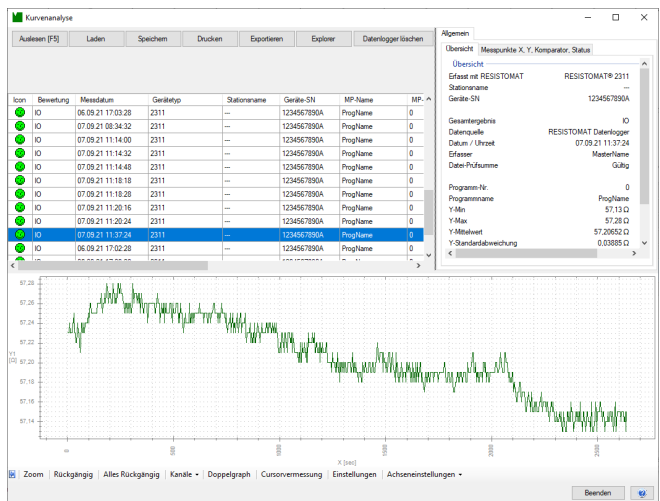 Kurvenanalyse
Auslesen [F5] Laden Speichern Drucken Exportieren Explorer Datenlogger löschen
Allgemein
Übersicht Messpunkte X, Y, Komparator, Status
Übersicht
Erfasst mit RESISTOMAT RESISTOMAT® 2311
Stationsname ---
Geräte-SN 1234567890A
Gesamtergebnis IO
Datenquelle RESISTOMAT Datenlogger
Datum / Uhrzeit 07.09.21 11:37:24
Erfasser MasterName
Datei-Prüfsumme Gültig
Programm-Nr. 0
Programmname ProgName
Y-Min 57,13 Ω
Y-Max 57,28 Ω
Y-Mittelwert 57,20652 Ω
Y-Standardabweichung 0,03885 Ω
Icon Bewertung Messdatum Gerätetyp Stationsname Geräte-SN MP-Name MP-
IO 06.09.21 17:03:28 2311 --- 1234567890A ProgName 0
IO 07.09.21 08:34:32 2311 --- 1234567890A ProgName 0
IO 07.09.21 11:14:00 2311 --- 1234567890A ProgName 0
IO 07.09.21 11:14:32 2311 --- 1234567890A ProgName 0
IO 07.09.21 11:14:48 2311 --- 1234567890A ProgName 0
IO 07.09.21 11:18:18 2311 --- 1234567890A ProgName 0
IO 07.09.21 11:18:28 2311 --- 1234567890A ProgName 0
IO 07.09.21 11:20:16 2311 --- 1234567890A ProgName 0
IO 07.09.21 11:20:24 2311 --- 1234567890A ProgName 0
IO 07.09.21 11:37:24 2311 --- 1234567890A ProgName 0
IO 06.09.21 17:02:28 2311 --- 1234567890A ProgName 0
57,28
57,26
57,24
57,22
57,20
57,18
57,16
57,14
Y1
[Ω]
0 500 1000 1500 2000 2500
X [sec]
Zoom Rückgängig Alles Rückgängig Kanäle Doppelgraph Cursorvermessung Einstellungen Achseneinstellungen
Beenden